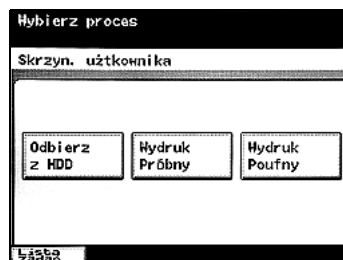 Wybierz proces
Skrzyn. użtkownika
Odbierz
z HDD
Wydruk
Próbny
Wydruk
Poufny
Lista
zadań